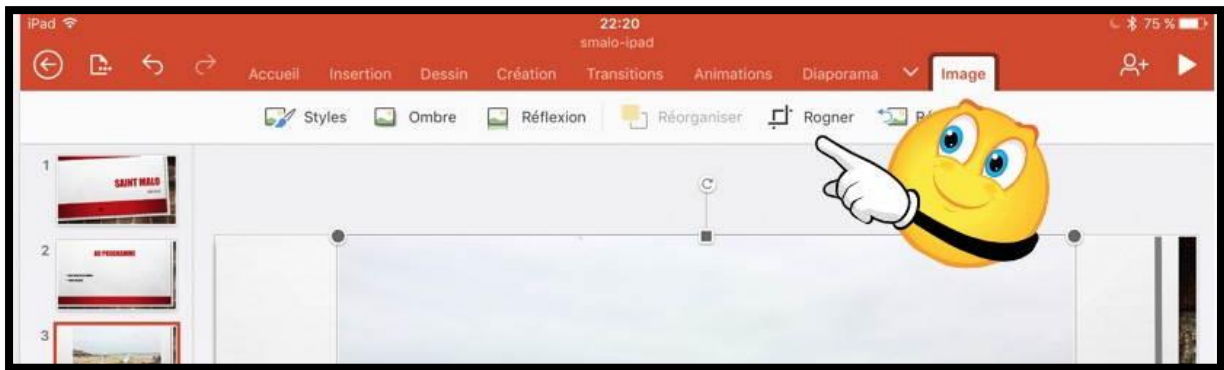 iPad 22:20 75 %
smalo-ipad
Accueil Insertion Dessin Création Transitions Animations Diaporama Image
Styles Ombre Réflexion Réorganiser Rogner
1
SAINT MALO
2
AU PROGRAMME
3